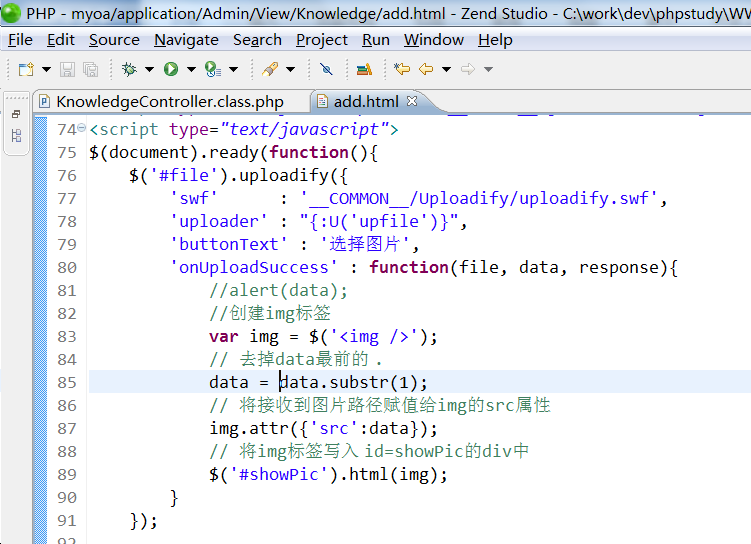 PHP - myoa/application/Admin/View/Knowledge/add.html - Zend Studio - C:\work\dev\phpstudy\WW
File Edit Source Navigate Search Project Run Window Help
KnowledgeController.class.php add.html
74 <script type="text/javascript">
75 $(document).ready(function(){
76 $('#file').uploadify({
77 'swf' : '__COMMON__/Uploadify/uploadify.swf',
78 'uploader' : "{:U('upfile')}",
79 'buttonText' : '选择图片',
80 'onUploadSuccess' : function(file, data, response){
81 //alert(data);
82 //创建img标签
83 var img = $('<img />');
84 // 去掉data最前的 .
85 data = data.substr(1);
86 // 将接收到图片路径赋值给img的src属性
87 img.attr({'src':data});
88 // 将img标签写入 id=showPic的div中
89 $('#showPic').html(img);
90 }
91 });